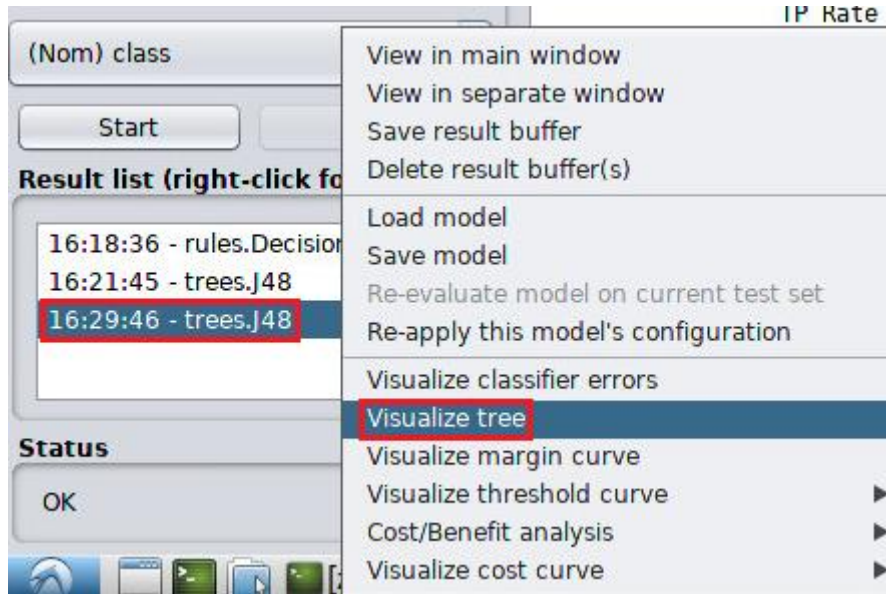 TP Rate
(Nom) class
Start
Result list (right-click fo
16:18:36 - rules.Decision
16:21:45 - trees.J48
16:29:46 - trees.J48
Status
OK
View in main window
View in separate window
Save result buffer
Delete result buffer(s)
Load model
Save model
Re-evaluate model on current test set
Re-apply this model's configuration
Visualize classifier errors
Visualize tree
Visualize margin curve
Visualize threshold curve
Cost/Benefit analysis
Visualize cost curve